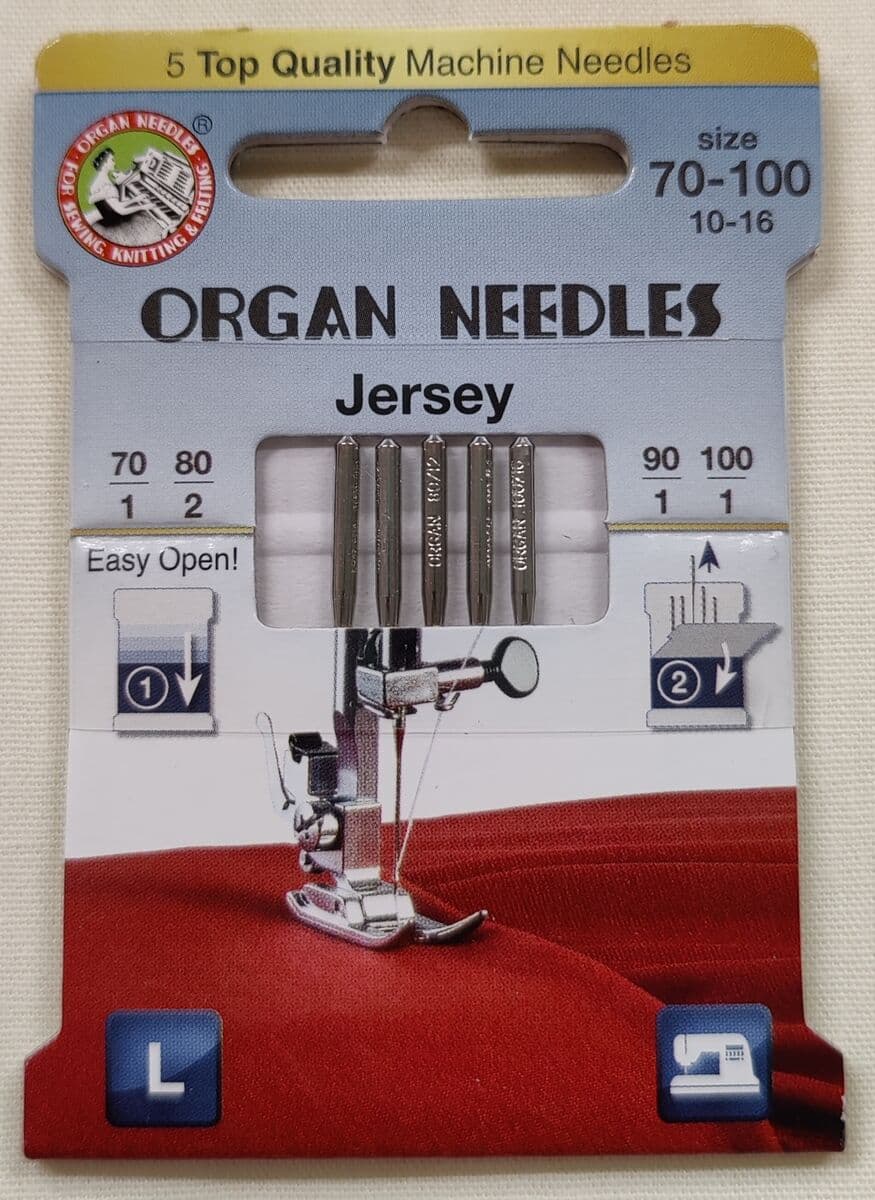 5 Top Quality Machine Needles
ORGAN NEEDLES ®
FOR SEWING, KNITTING & FELTING
size
70-100
10-16
ORGAN NEEDLES
Jersey
70 80
1 2
90 100
1 1
ORGAN 80/12
ORGAN 100/16
Easy Open!
1
2
L